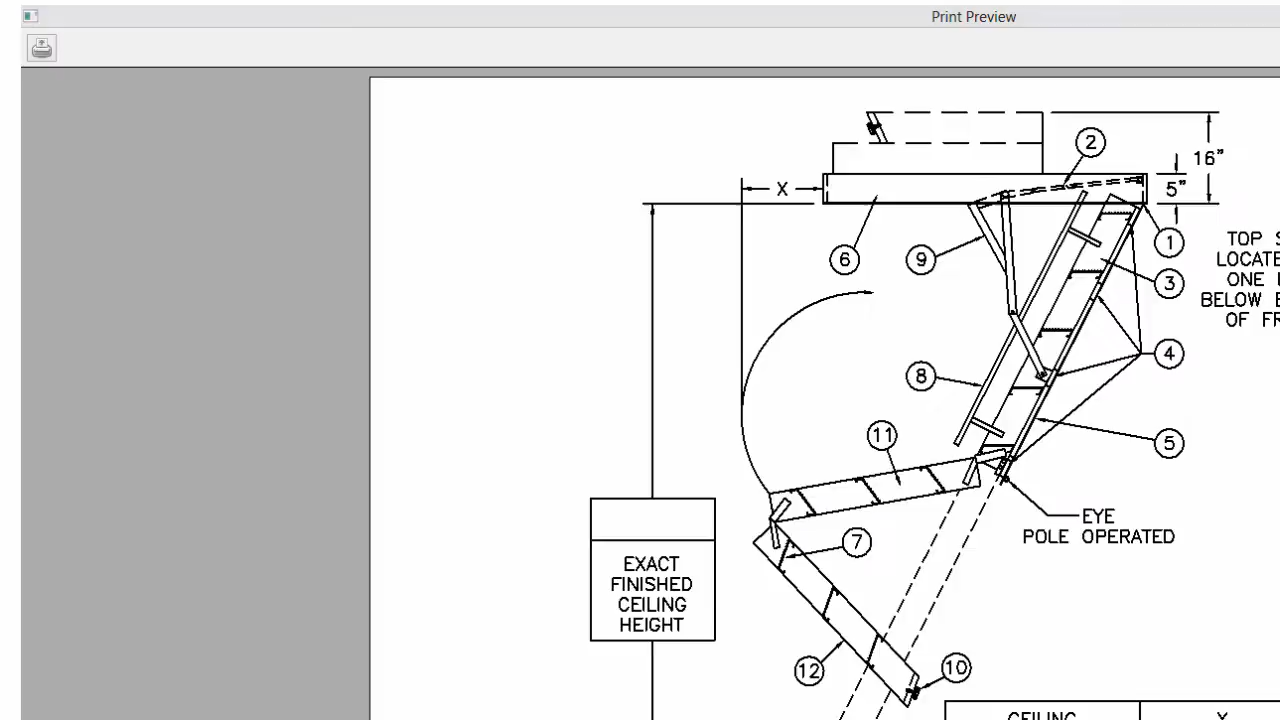 Print Preview
2
16”
X
5”
6
9
1
TOP S
LOCATE
3
ONE
BELOW
OF FR
4
8
11
5
EYE
POLE OPERATED
7
EXACT
FINISHED
CEILING
HEIGHT
12
10
CEILING
X